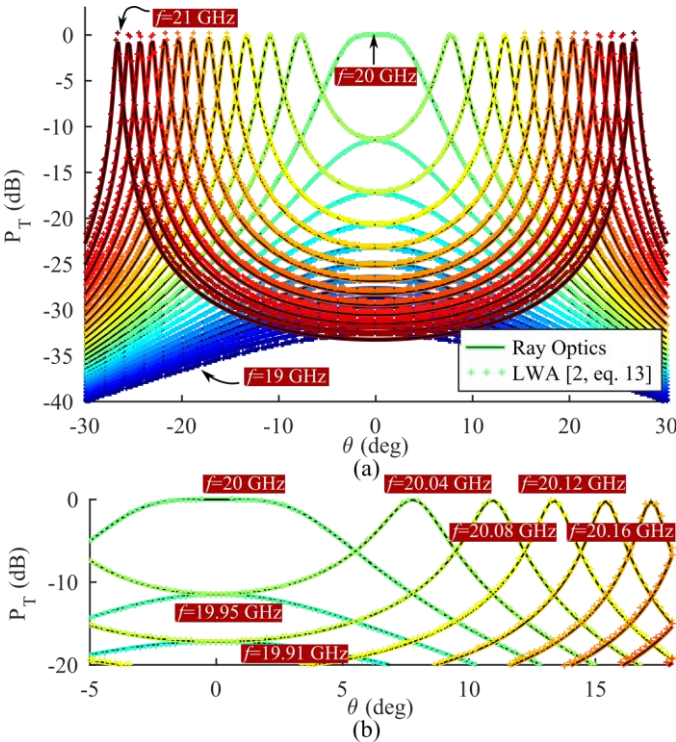 f=21 GHz
0
-5
-10
-15
-20
-25
-30
-35
-40
P_T (dB)
f=20 GHz
f=19 GHz
Ray Optics
LWA [2, eq. 13]
-30 -20 -10 0 10 20 30
θ (deg)
(a)
f=20 GHz f=20.04 GHz f=20.12 GHz
f=20.08 GHz f=20.16 GHz
0
-10
-20
P_T (dB)
f=19.95 GHz
f=19.91 GHz
-5 0 5 10 15
θ (deg)
(b)